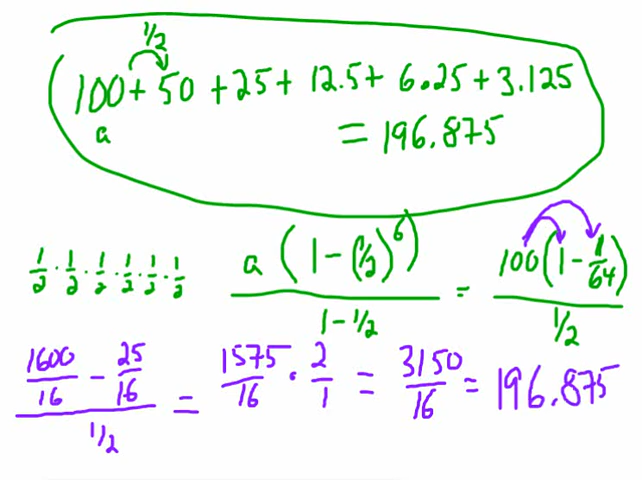 1/2
100 + 50 + 25 + 12.5 + 6.25 + 3.125
a = 196.875
1/2 · 1/2 · 1/2 · 1/2 · 1/2 · 1/2 a (1 - (1/2)^6) / 1 - 1/2 = 100 (1 - 1/64) / 1/2
1600/16 - 25/16 / 1/2 = 1575/16 · 2/1 = 3150/16 = 196.875